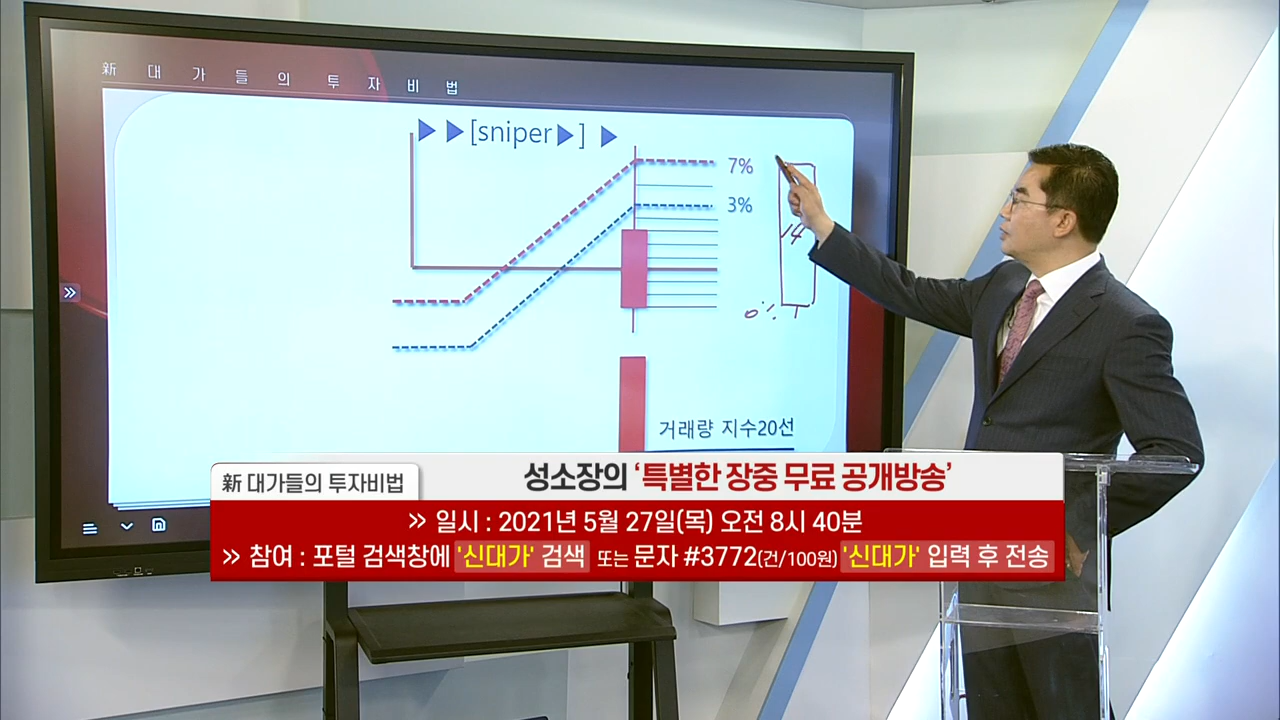 新 대 가 들 의 투 자 비 법
▶▶[sniper▶] ▶
7%
3%
14
0%
거래량 지수20선
新 대가들의 투자비법
성소장의 ‘특별한 장중 무료 공개방송’
» 일시 : 2021년 5월 27일(목) 오전 8시 40분
» 참여 : 포털 검색창에 '신대가' 검색 또는 문자 #3772(건/100원) '신대가' 입력 후 전송